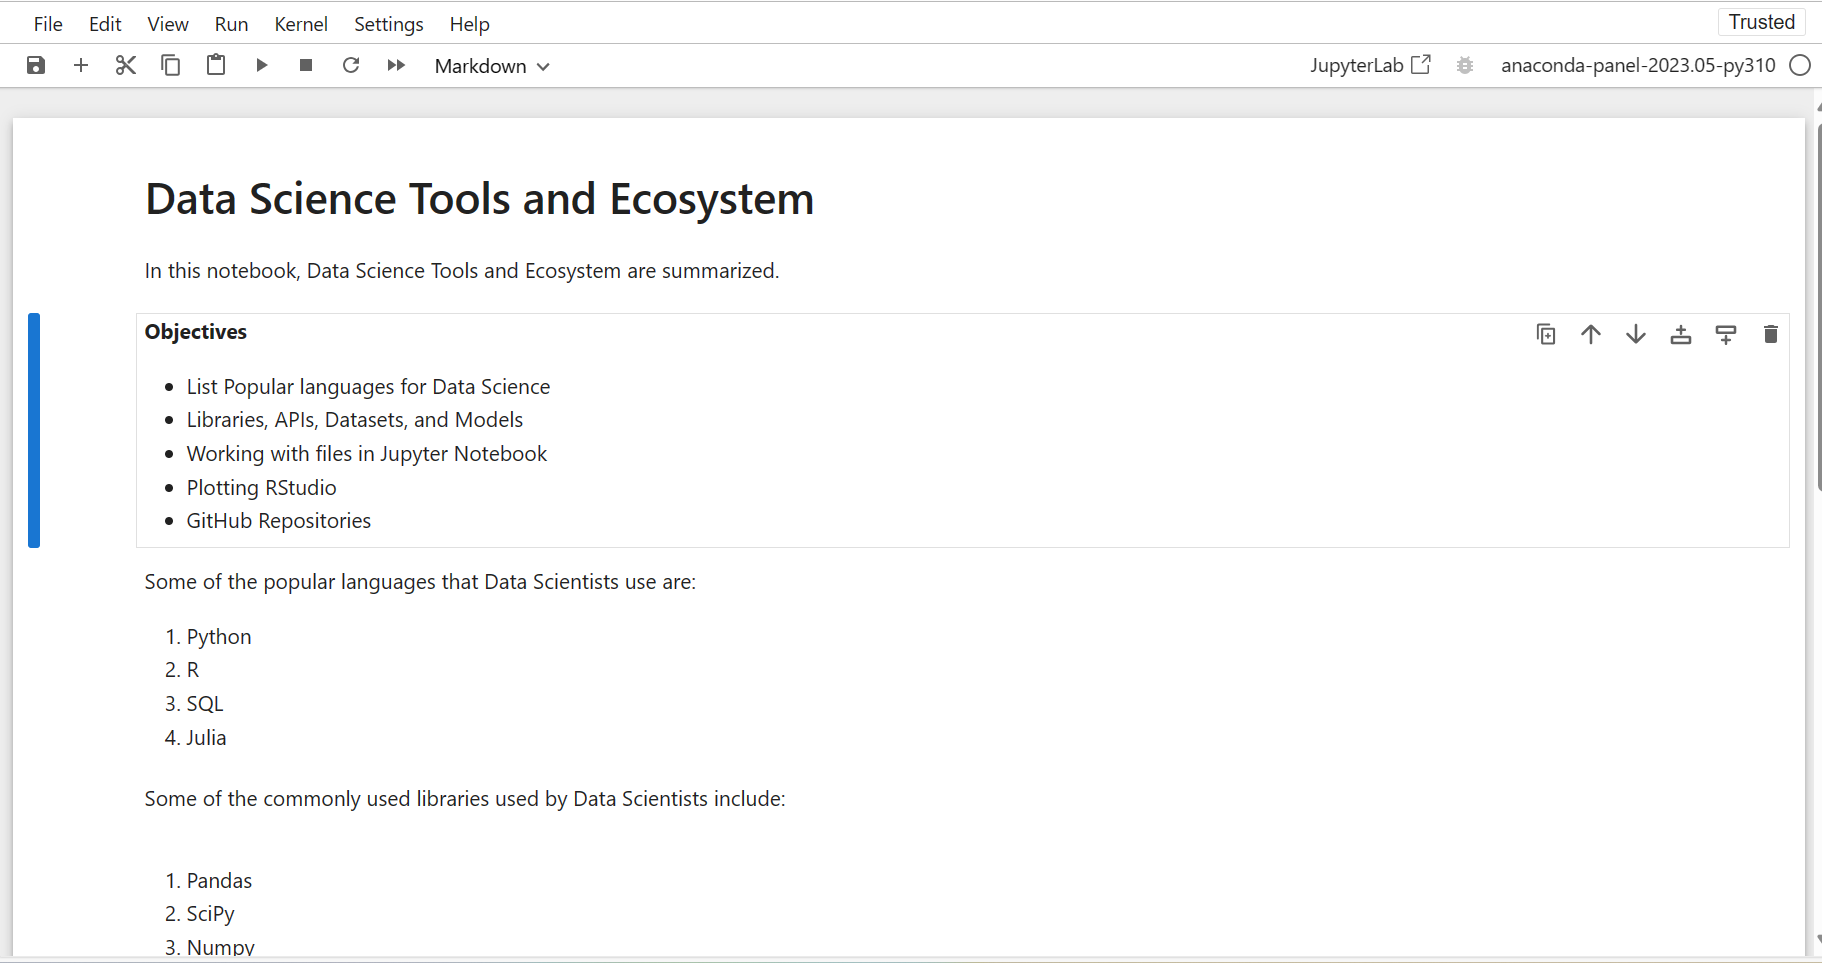 File Edit View Run Kernel Settings Help
Trusted
Markdown
JupyterLab
anaconda-panel-2023.05-py310
Data Science Tools and Ecosystem
In this notebook, Data Science Tools and Ecosystem are summarized.
Objectives
• List Popular languages for Data Science
• Libraries, APIs, Datasets, and Models
• Working with files in Jupyter Notebook
• Plotting RStudio
• GitHub Repositories
Some of the popular languages that Data Scientists use are:
1. Python
2. R
3. SQL
4. Julia
Some of the commonly used libraries used by Data Scientists include:
1. Pandas
2. SciPy
3. Numpy